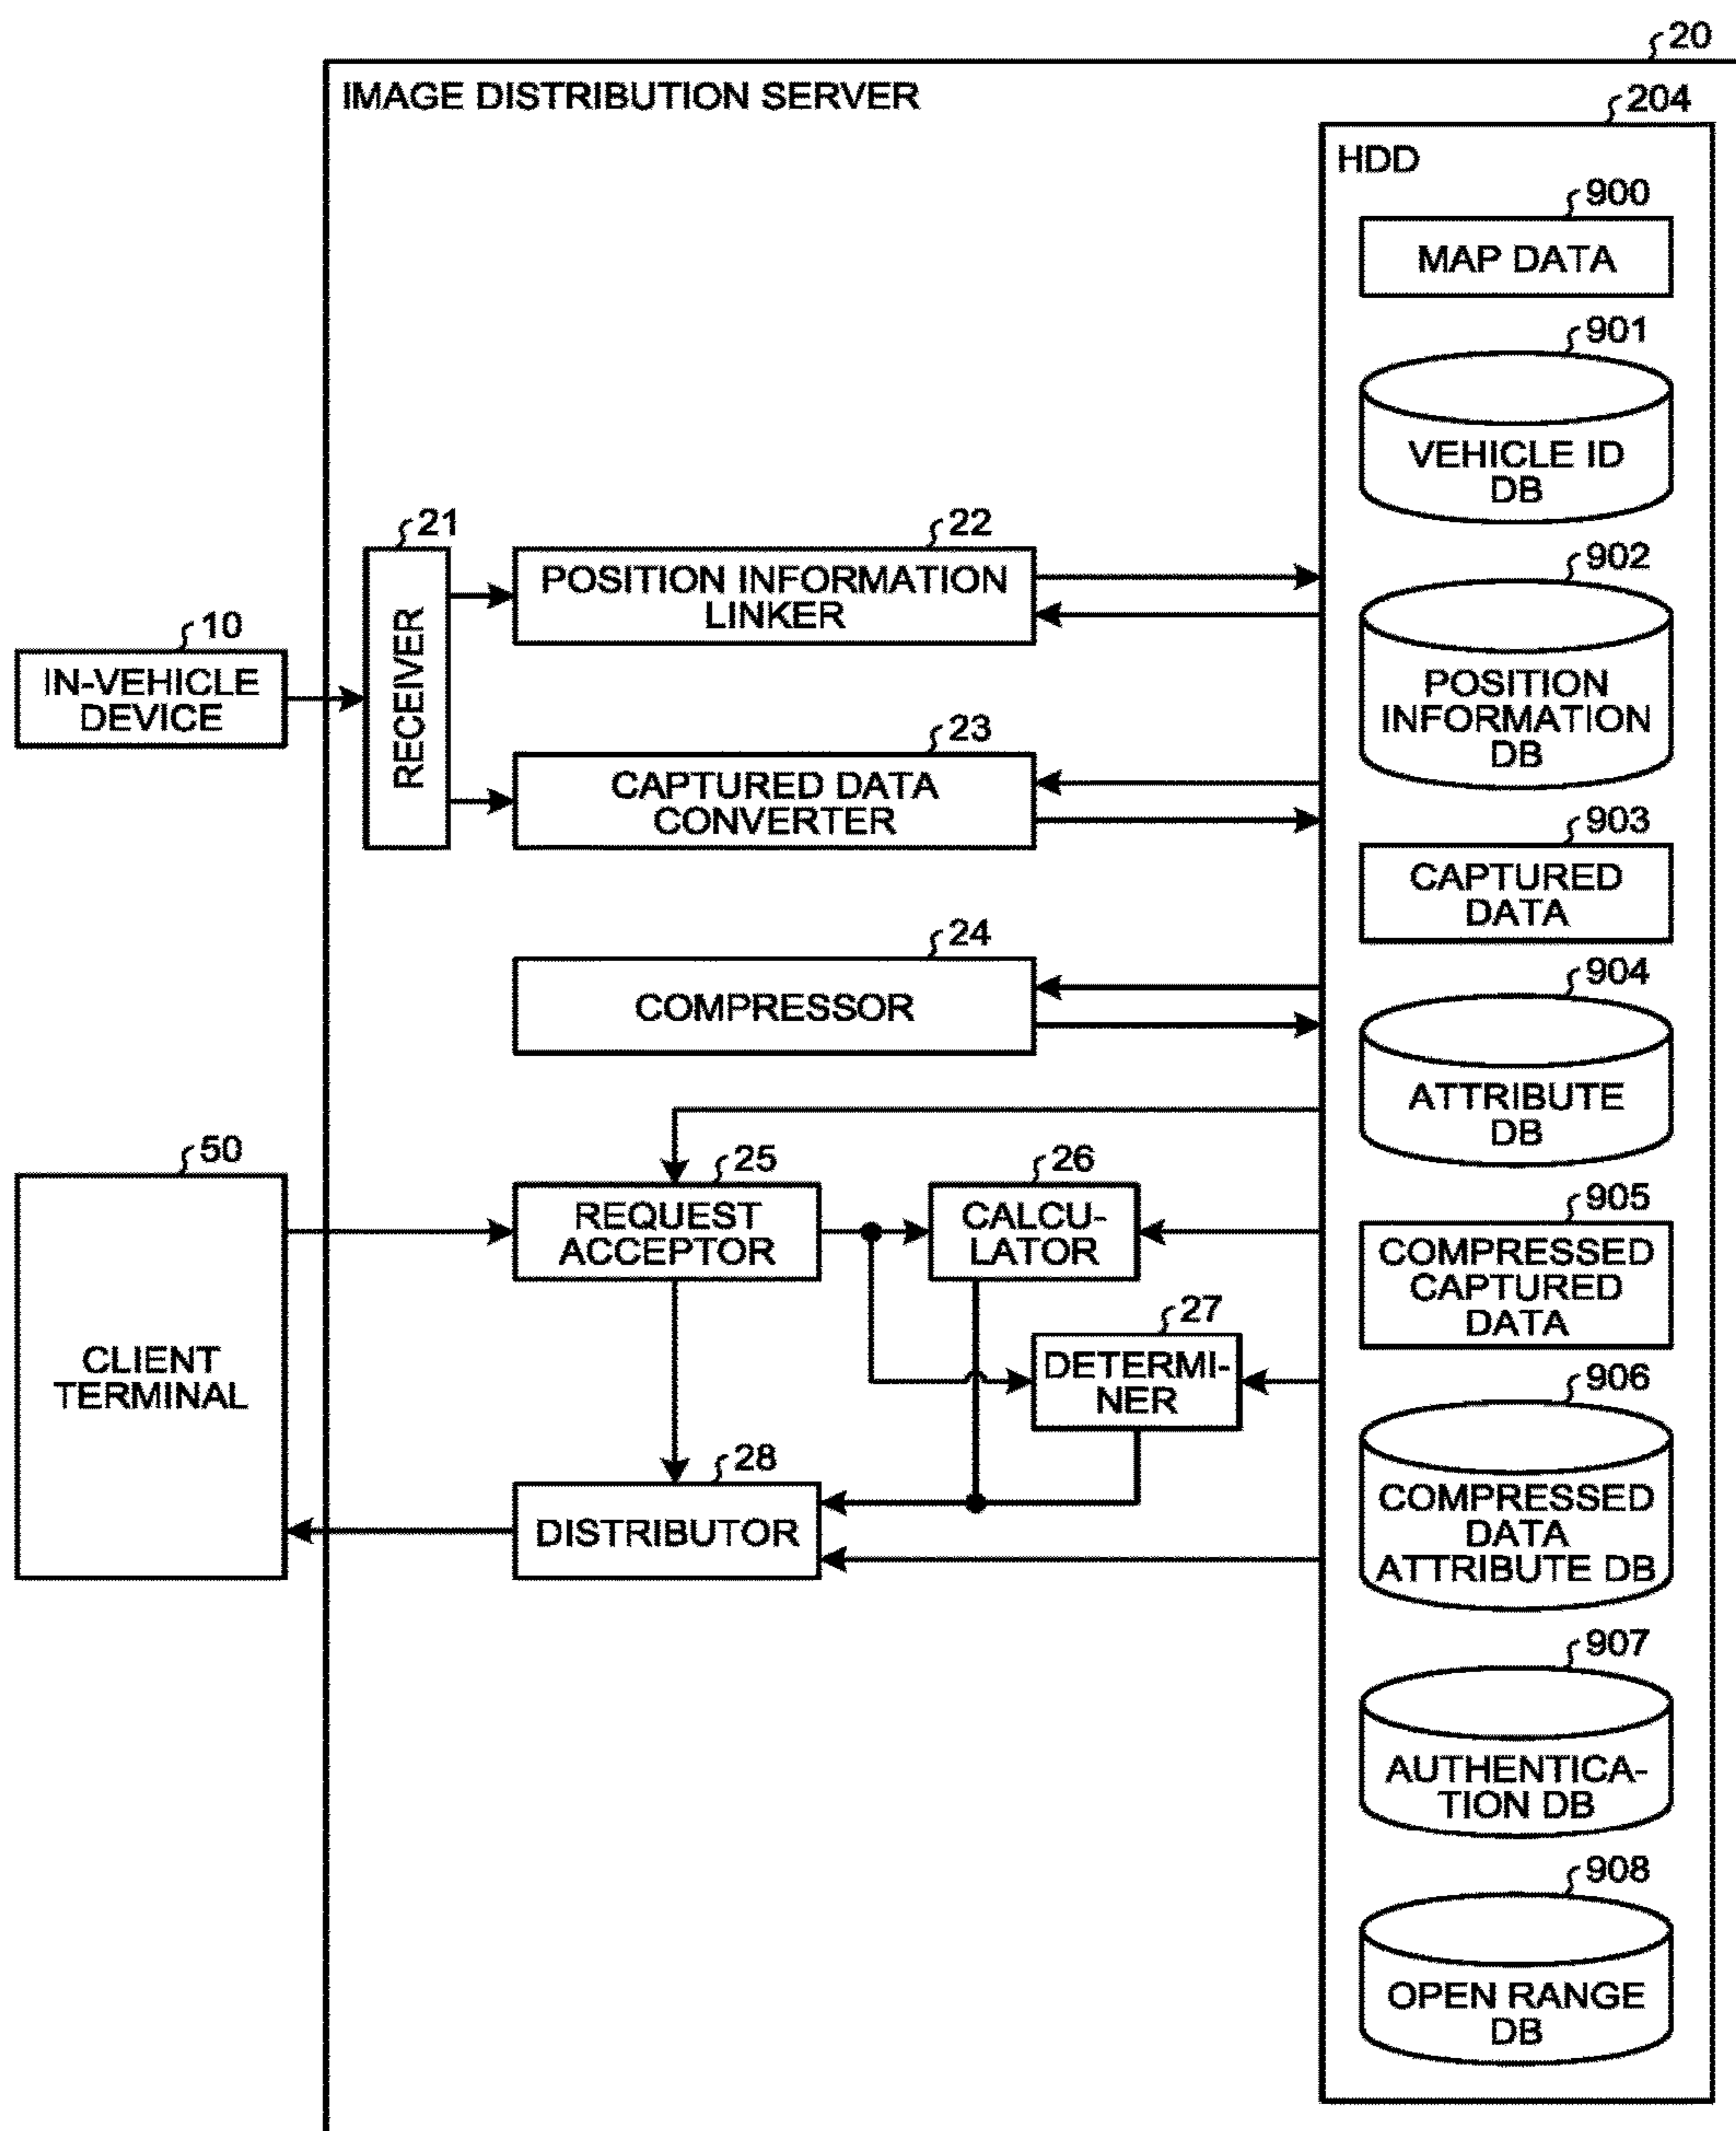 20
IMAGE DISTRIBUTION SERVER
204
HDD
900
MAP DATA
901
VEHICLE ID
DB
902
POSITION
INFORMATION
DB
903
CAPTURED
DATA
904
ATTRIBUTE
DB
905
COMPRESSED
CAPTURED
DATA
906
COMPRESSED
DATA
ATTRIBUTE DB
907
AUTHENTICA-
TION DB
908
OPEN RANGE
DB
10
IN-VEHICLE
DEVICE
21
RECEIVER
22
POSITION INFORMATION
LINKER
23
CAPTURED DATA
CONVERTER
24
COMPRESSOR
50
CLIENT
TERMINAL
25
REQUEST
ACCEPTOR
26
CALCU-
LATOR
27
DETERMI-
NER
28
DISTRIBUTOR